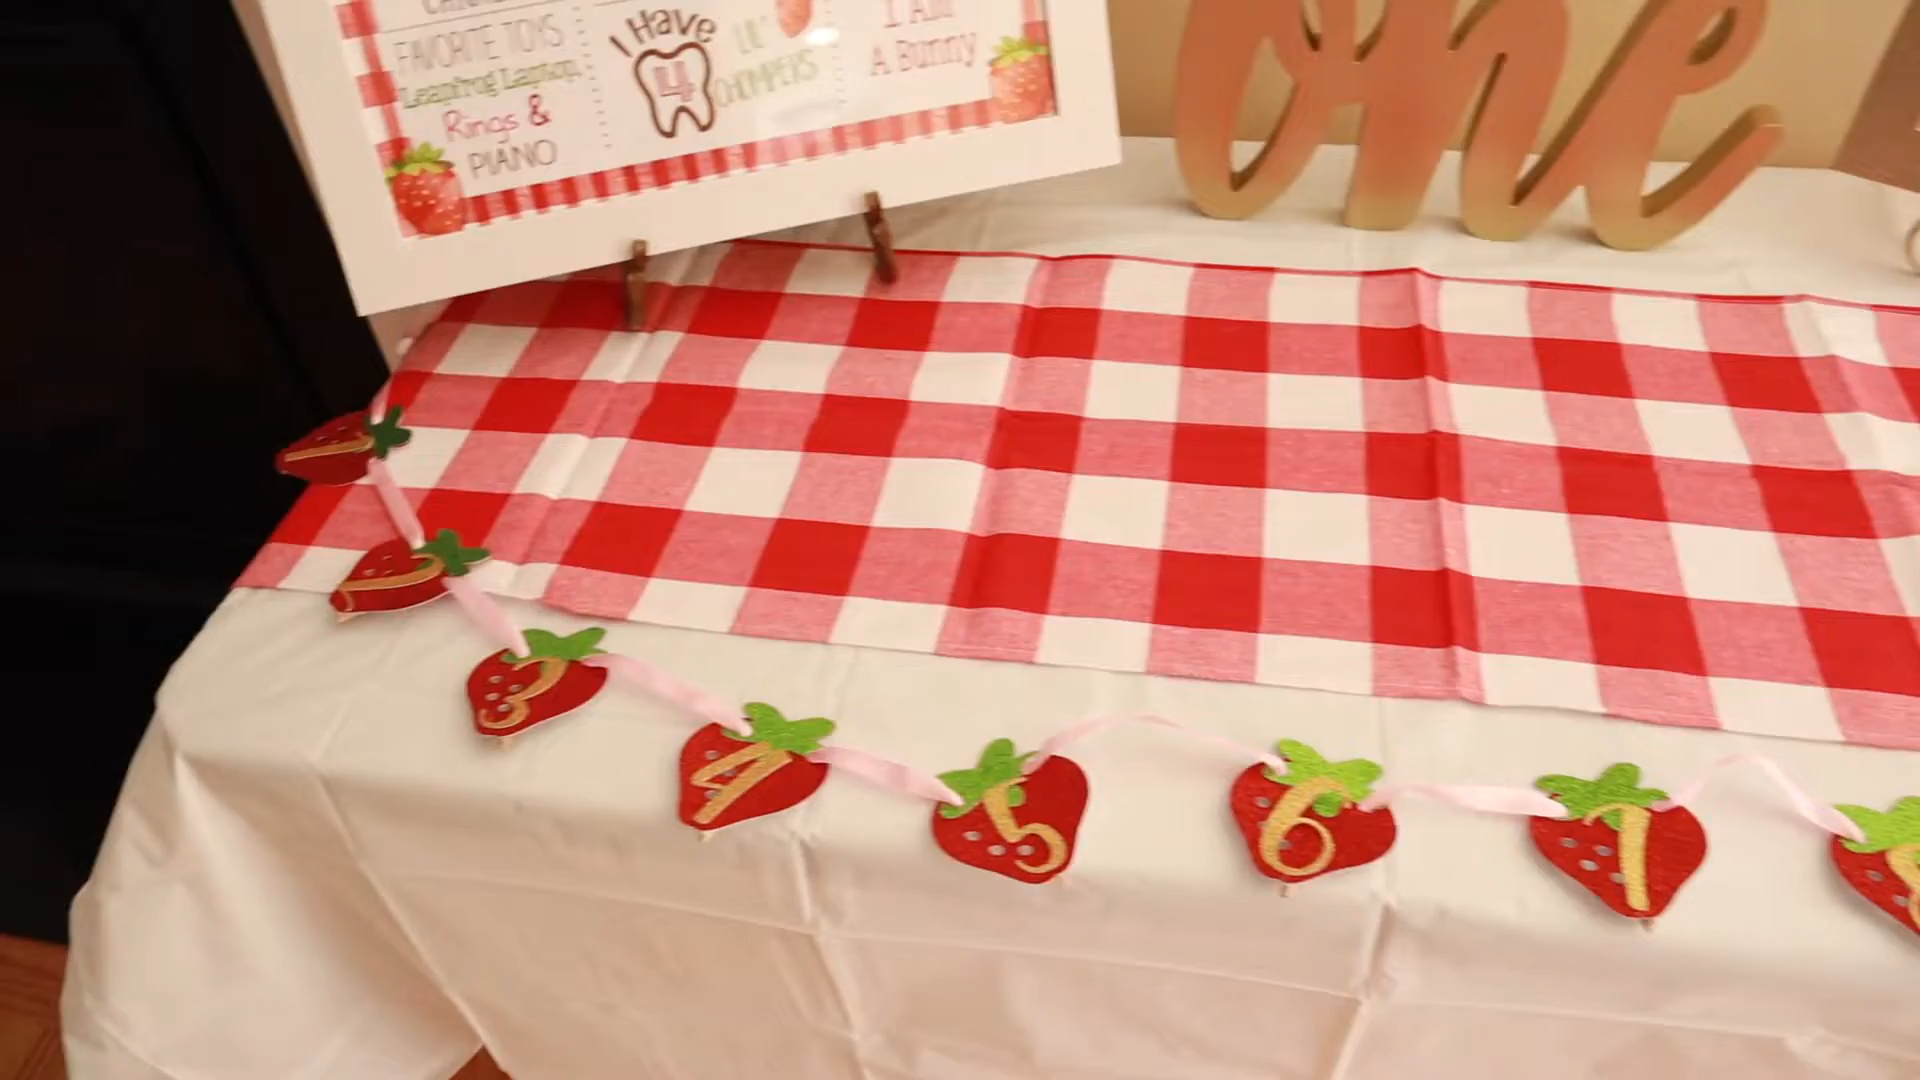 FAVORITE TOYS
Leapfrog Laptop,
Rings &
PIANO
I Have
4
LIL'
CHOMPERS
I Am
A Bunny
one
1
2
3
4
5
6
7